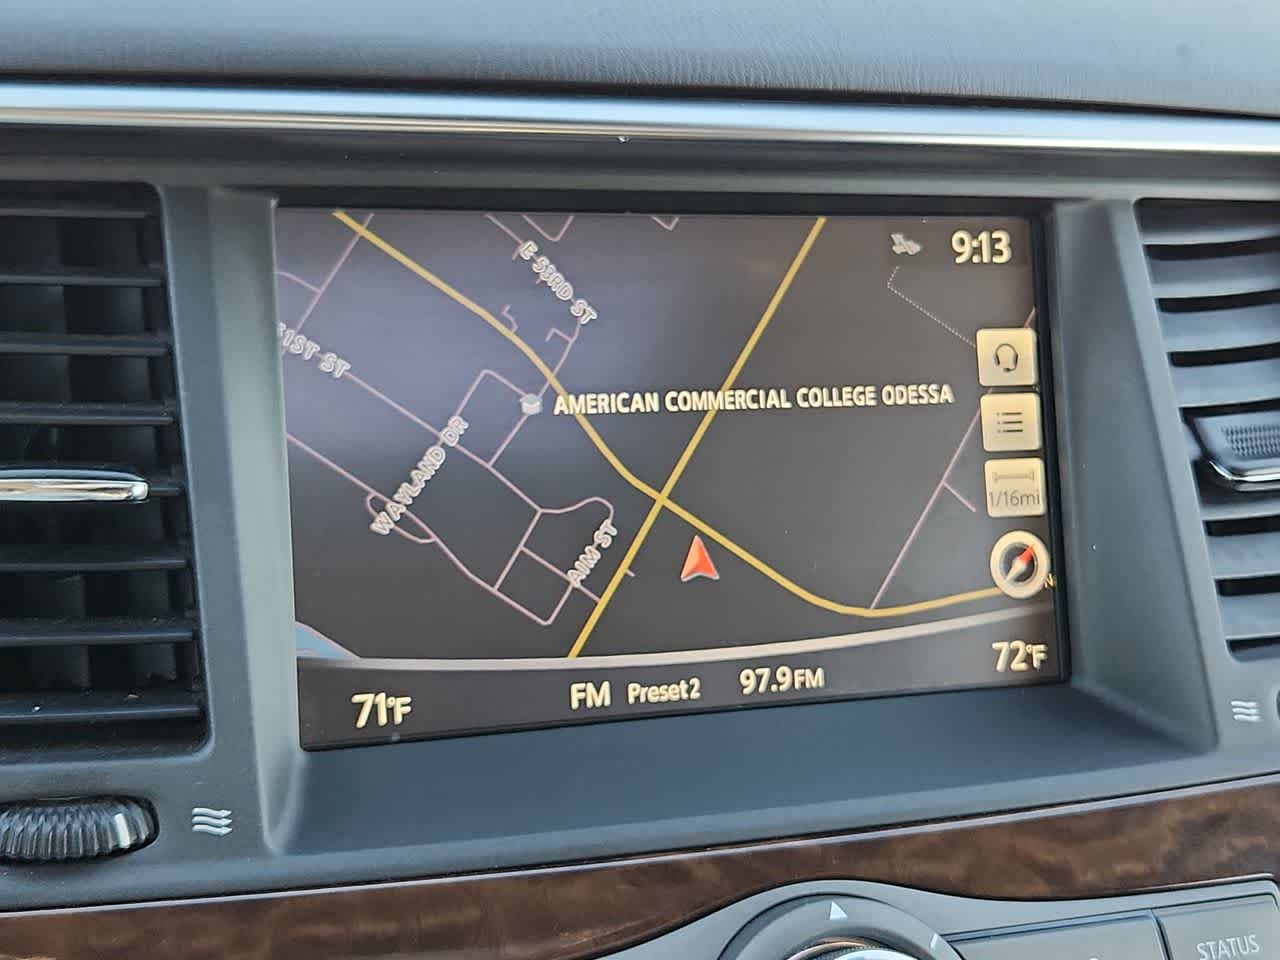 9:13
E 53RD ST
51ST ST
AMERICAN COMMERCIAL COLLEGE ODESSA
WAYLAND DR
1/16mi
AIM ST
N
71°F
FM Preset2 97.9FM
72°F
STATUS